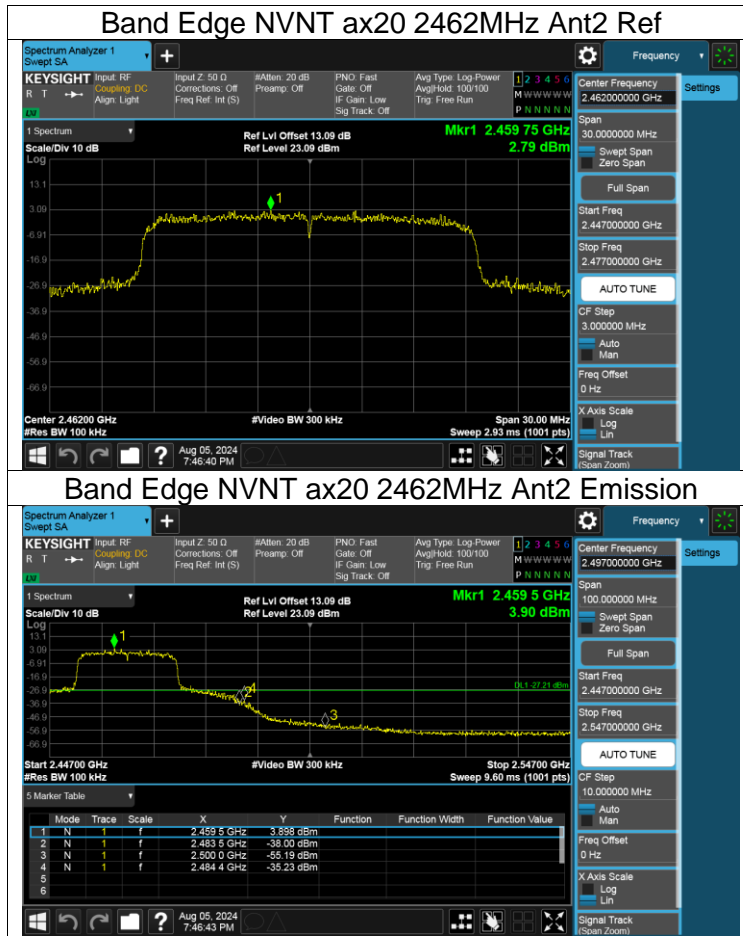 Band Edge NVNT ax20 2462MHz Ant2 Ref
Spectrum Analyzer 1
Swept SA
Frequency
Settings
KEYSIGHT
R T
LXI
Input: RF
Coupling: DC
Align: Light
Input Z: 50 Ω
Corrections: Off
Freq Ref: Int (S)
#Atten: 20 dB
Preamp: Off
PNO: Fast
Gate: Off
IF Gain: Low
Sig Track: Off
Avg Type: Log-Power
Avg|Hold: 100/100
Trig: Free Run
1 2 3 4 5 6
M W W W W W
P N N N N N
1 Spectrum
Scale/Div 10 dB
Log
Ref Lvl Offset 13.09 dB
Ref Level 23.09 dBm
Mkr1 2.459 75 GHz
2.79 dBm
13.1
3.09
-6.91
-16.9
-26.9
-36.9
-46.9
-56.9
-66.9
1
Center 2.46200 GHz
#Res BW 100 kHz
#Video BW 300 kHz
Span 30.00 MHz
Sweep 2.93 ms (1001 pts)
Aug 05, 2024
7:46:40 PM
Center Frequency
2.462000000 GHz
Span
30.0000000 MHz
Swept Span
Zero Span
Full Span
Start Freq
2.447000000 GHz
Stop Freq
2.477000000 GHz
AUTO TUNE
CF Step
3.000000 MHz
Auto
Man
Freq Offset
0 Hz
X Axis Scale
Log
Lin
Signal Track
(Span Zoom)
Band Edge NVNT ax20 2462MHz Ant2 Emission
Spectrum Analyzer 1
Swept SA
Frequency
Settings
KEYSIGHT
R T
LXI
Input: RF
Coupling: DC
Align: Light
Input Z: 50 Ω
Corrections: Off
Freq Ref: Int (S)
#Atten: 20 dB
Preamp: Off
PNO: Fast
Gate: Off
IF Gain: Low
Sig Track: Off
Avg Type: Log-Power
Avg|Hold: 100/100
Trig: Free Run
1 2 3 4 5 6
M W W W W W
P N N N N N
1 Spectrum
Scale/Div 10 dB
Log
Ref Lvl Offset 13.09 dB
Ref Level 23.09 dBm
Mkr1 2.459 5 GHz
3.90 dBm
13.1
3.09
-6.91
-16.9
-26.9
-36.9
-46.9
-56.9
-66.9
1
2
4
3
DL1 -27.21 dBm
Start 2.44700 GHz
#Res BW 100 kHz
#Video BW 300 kHz
Stop 2.54700 GHz
Sweep 9.60 ms (1001 pts)
5 Marker Table
Mode Trace Scale X Y Function Function Width Function Value
1 N 1 f 2.459 5 GHz 3.898 dBm
2 N 1 f 2.483 5 GHz -38.00 dBm
3 N 1 f 2.500 0 GHz -55.19 dBm
4 N 1 f 2.484 4 GHz -35.23 dBm
5
6
Aug 05, 2024
7:46:43 PM
Center Frequency
2.497000000 GHz
Span
100.000000 MHz
Swept Span
Zero Span
Full Span
Start Freq
2.447000000 GHz
Stop Freq
2.547000000 GHz
AUTO TUNE
CF Step
10.000000 MHz
Auto
Man
Freq Offset
0 Hz
X Axis Scale
Log
Lin
Signal Track
(Span Zoom)